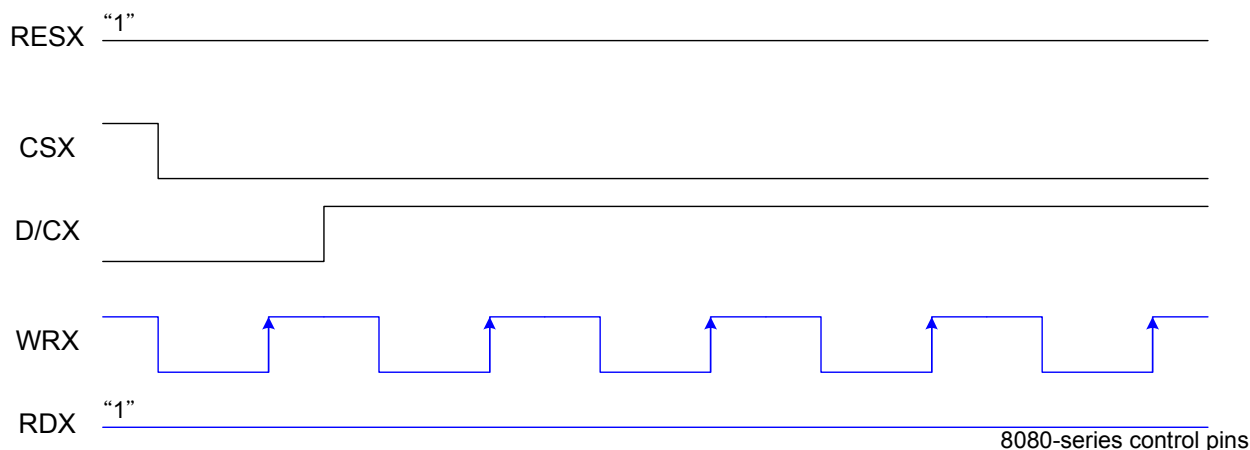 RESX “1”
CSX
D/CX
WRX
RDX “1”
8080-series control pins